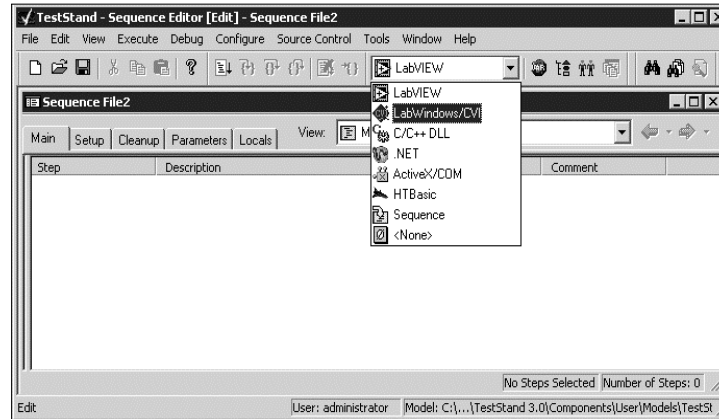 TestStand - Sequence Editor [Edit] - Sequence File2
File Edit View Execute Debug Configure Source Control Tools Window Help
LabVIEW
LabVIEW
LabWindows/CVI
C/C++ DLL
.NET
ActiveX/COM
HTBasic
Sequence
<None>
Sequence File2
Main Setup Cleanup Parameters Locals View: M
Step Description Comment
No Steps Selected Number of Steps: 0
Edit User: administrator Model: C:\...\TestStand 3.0\Components\User\Models\TestSt